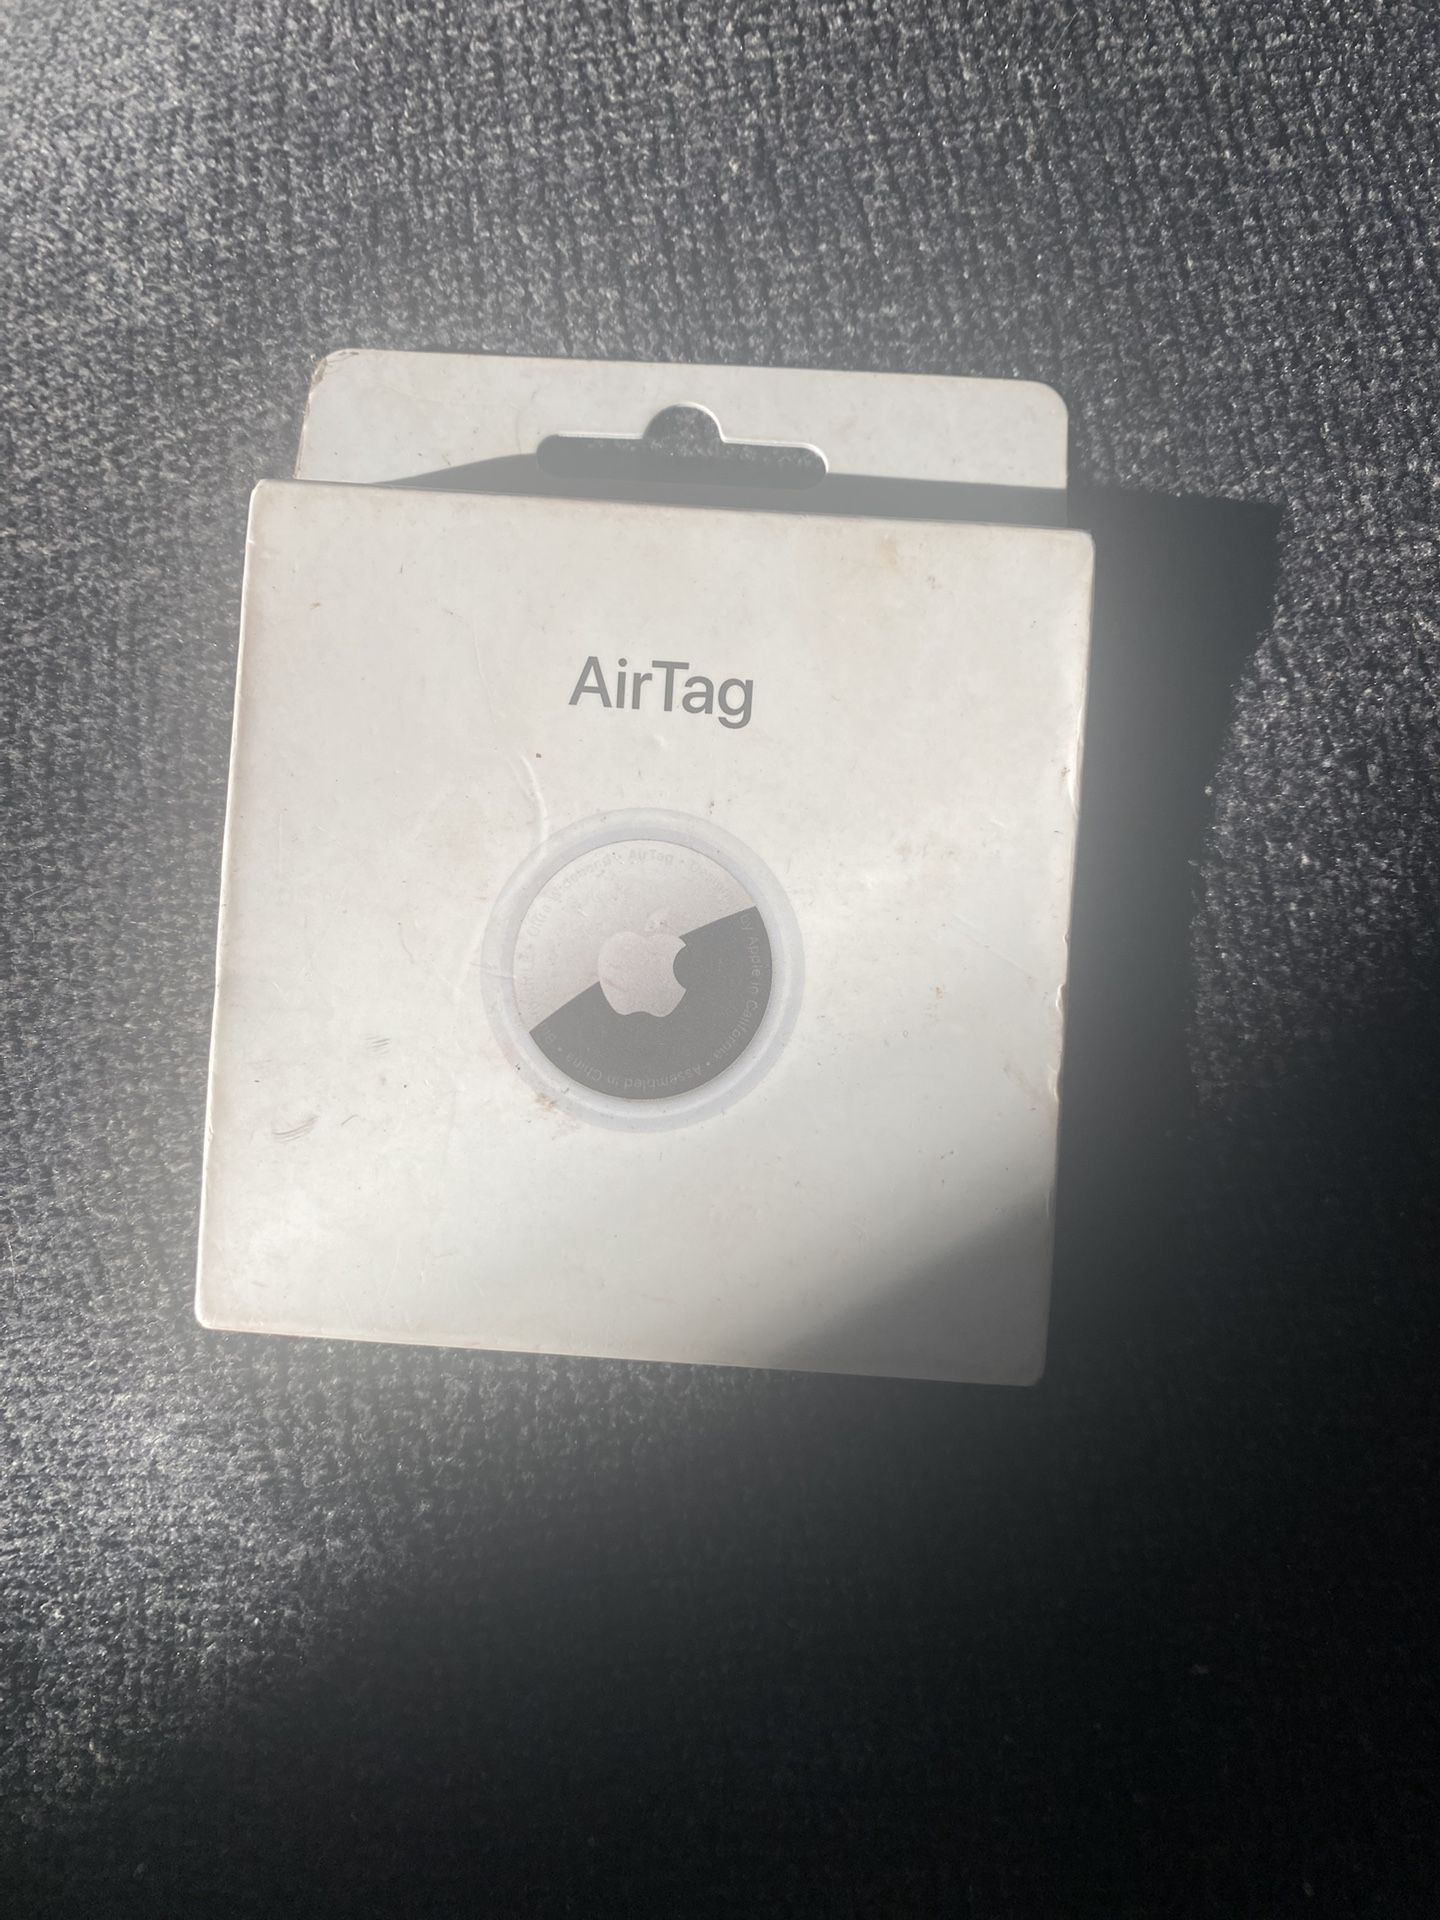 AirTag
AirTag
by Apple in California • Assembled in China